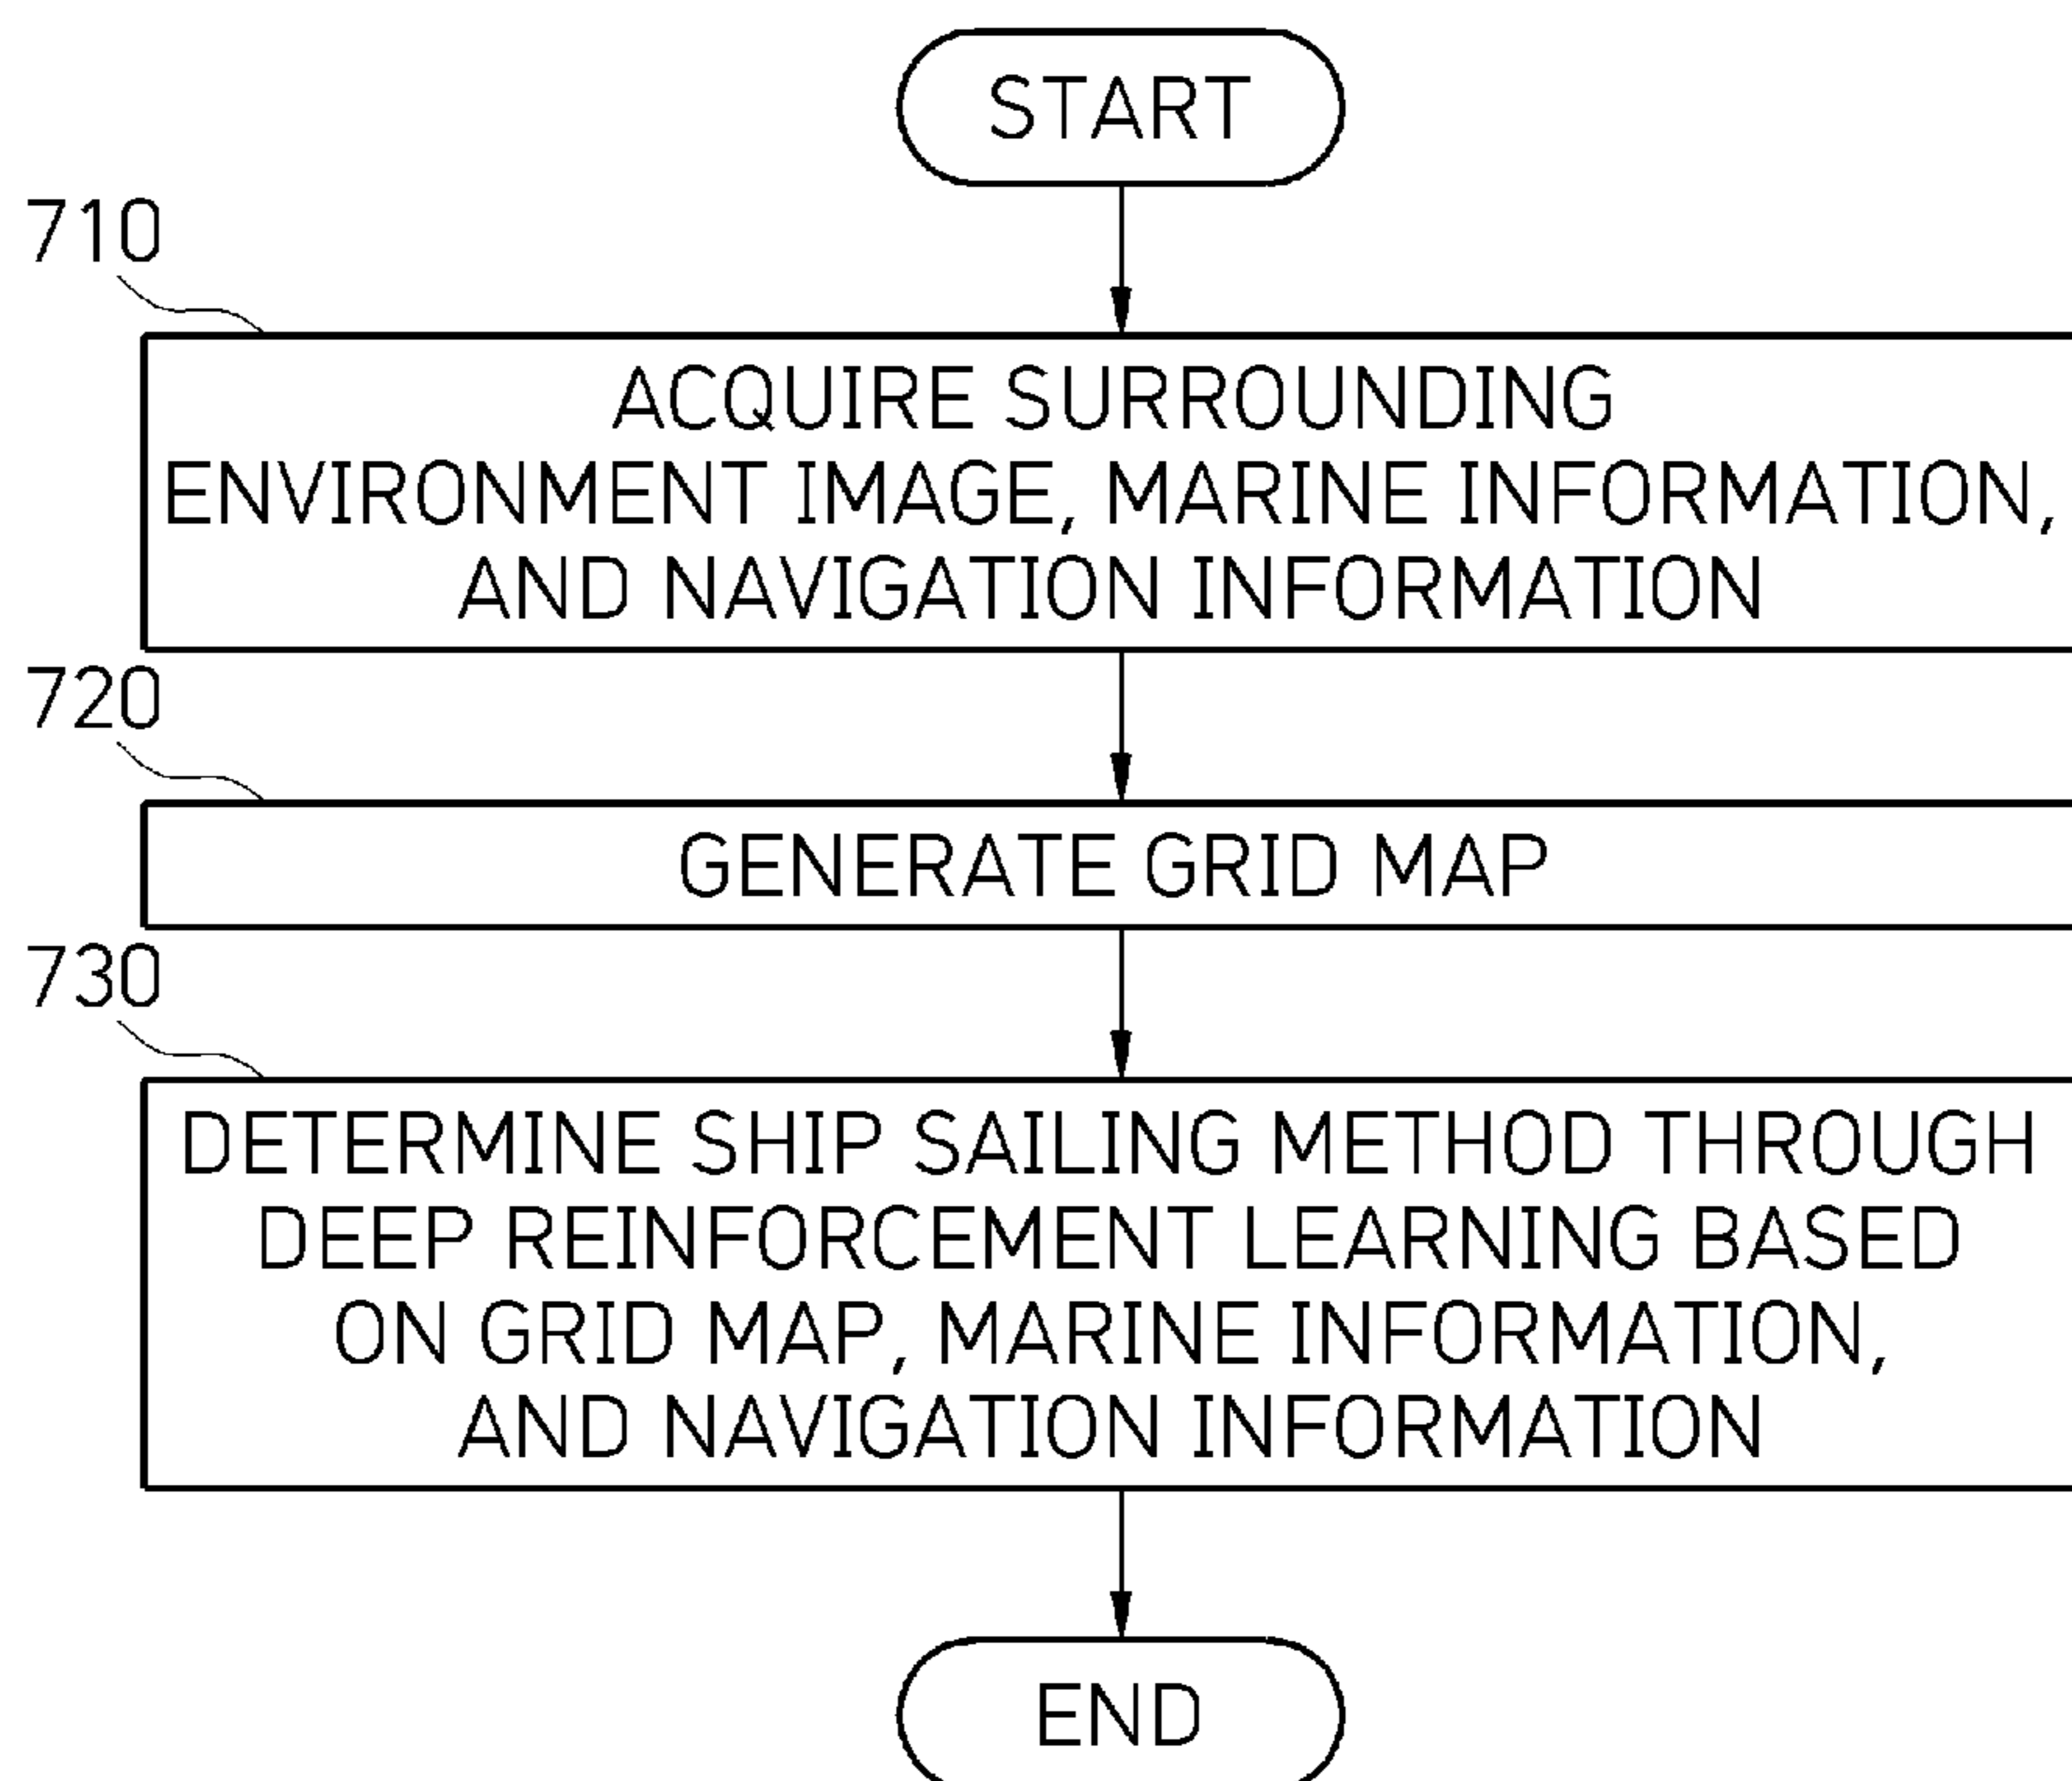 START
710
ACQUIRE SURROUNDING
ENVIRONMENT IMAGE, MARINE INFORMATION,
AND NAVIGATION INFORMATION
720
GENERATE GRID MAP
730
DETERMINE SHIP SAILING METHOD THROUGH
DEEP REINFORCEMENT LEARNING BASED
ON GRID MAP, MARINE INFORMATION,
AND NAVIGATION INFORMATION
END